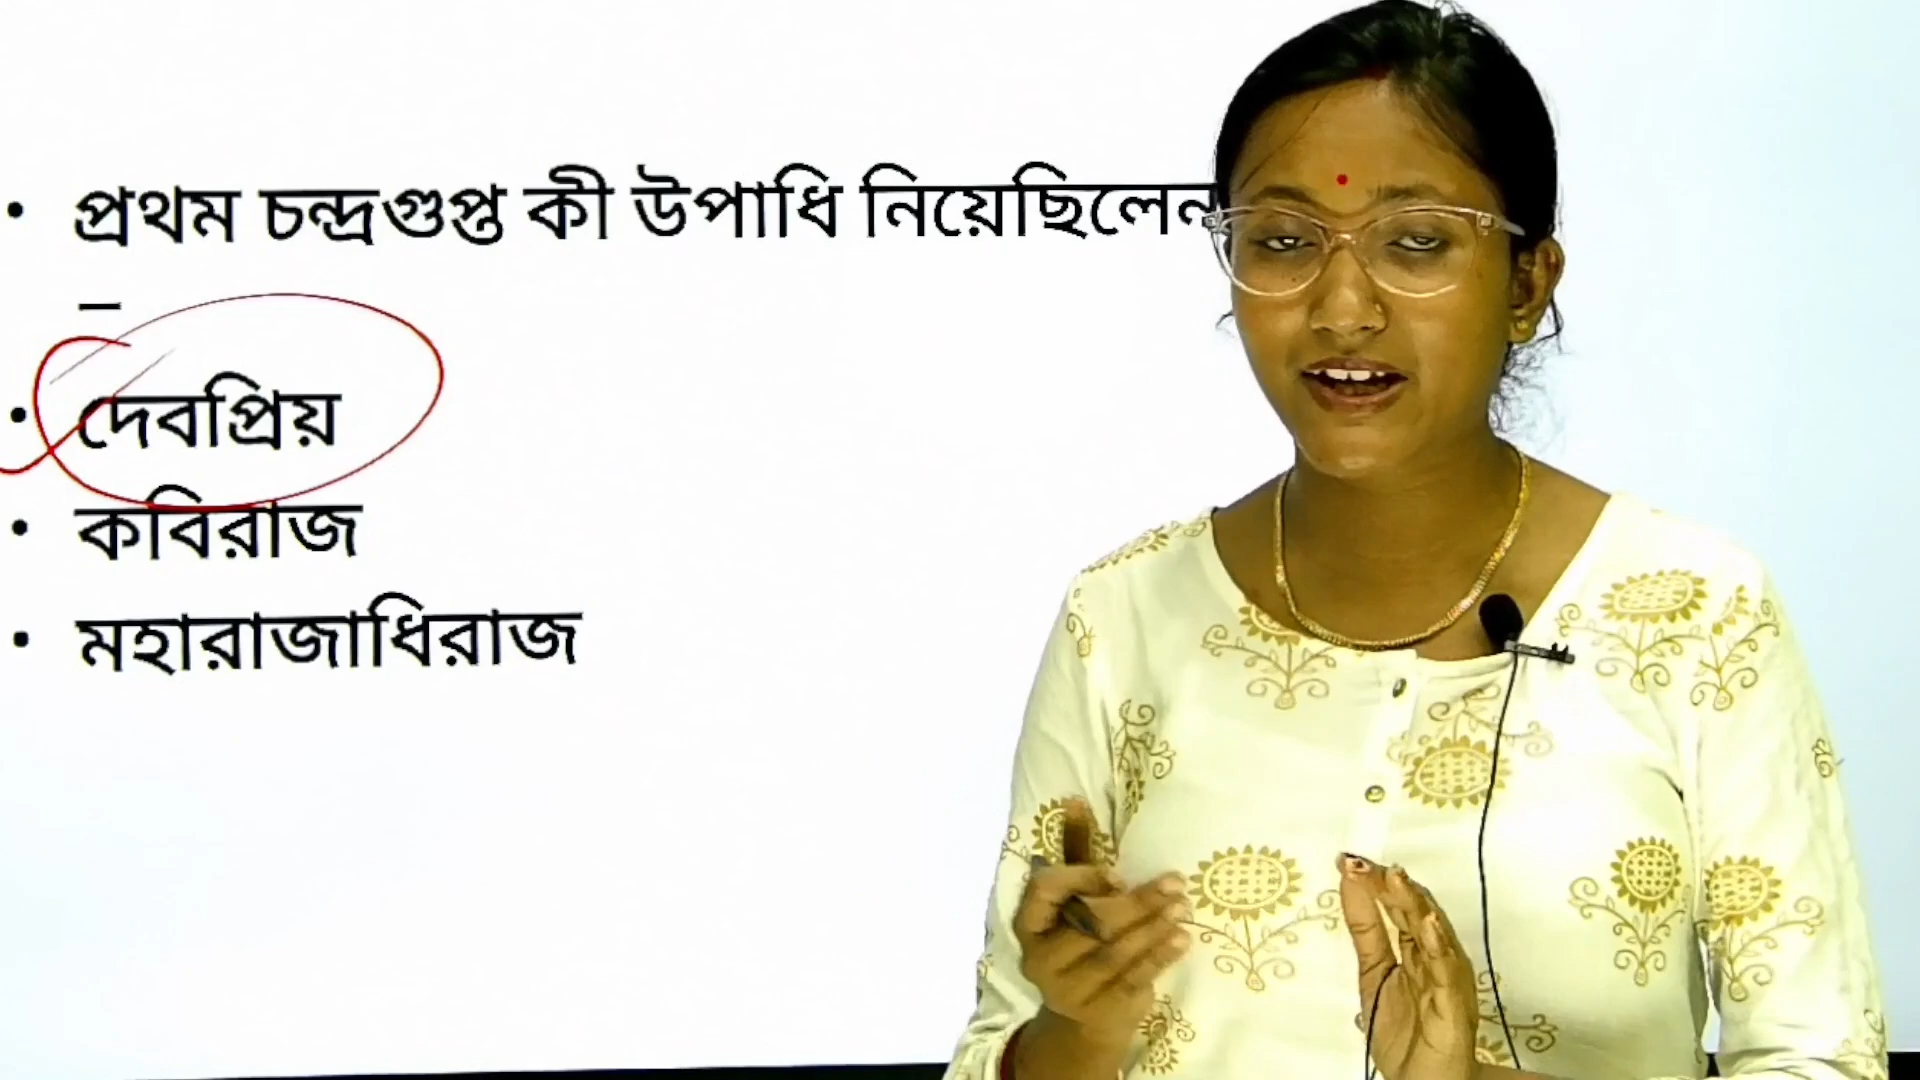 • প্রথম চন্দ্রগুপ্ত কী উপাধি নিয়েছিলেন
–
• দেবপ্রিয়
• কবিরাজ
• মহারাজাধিরাজ